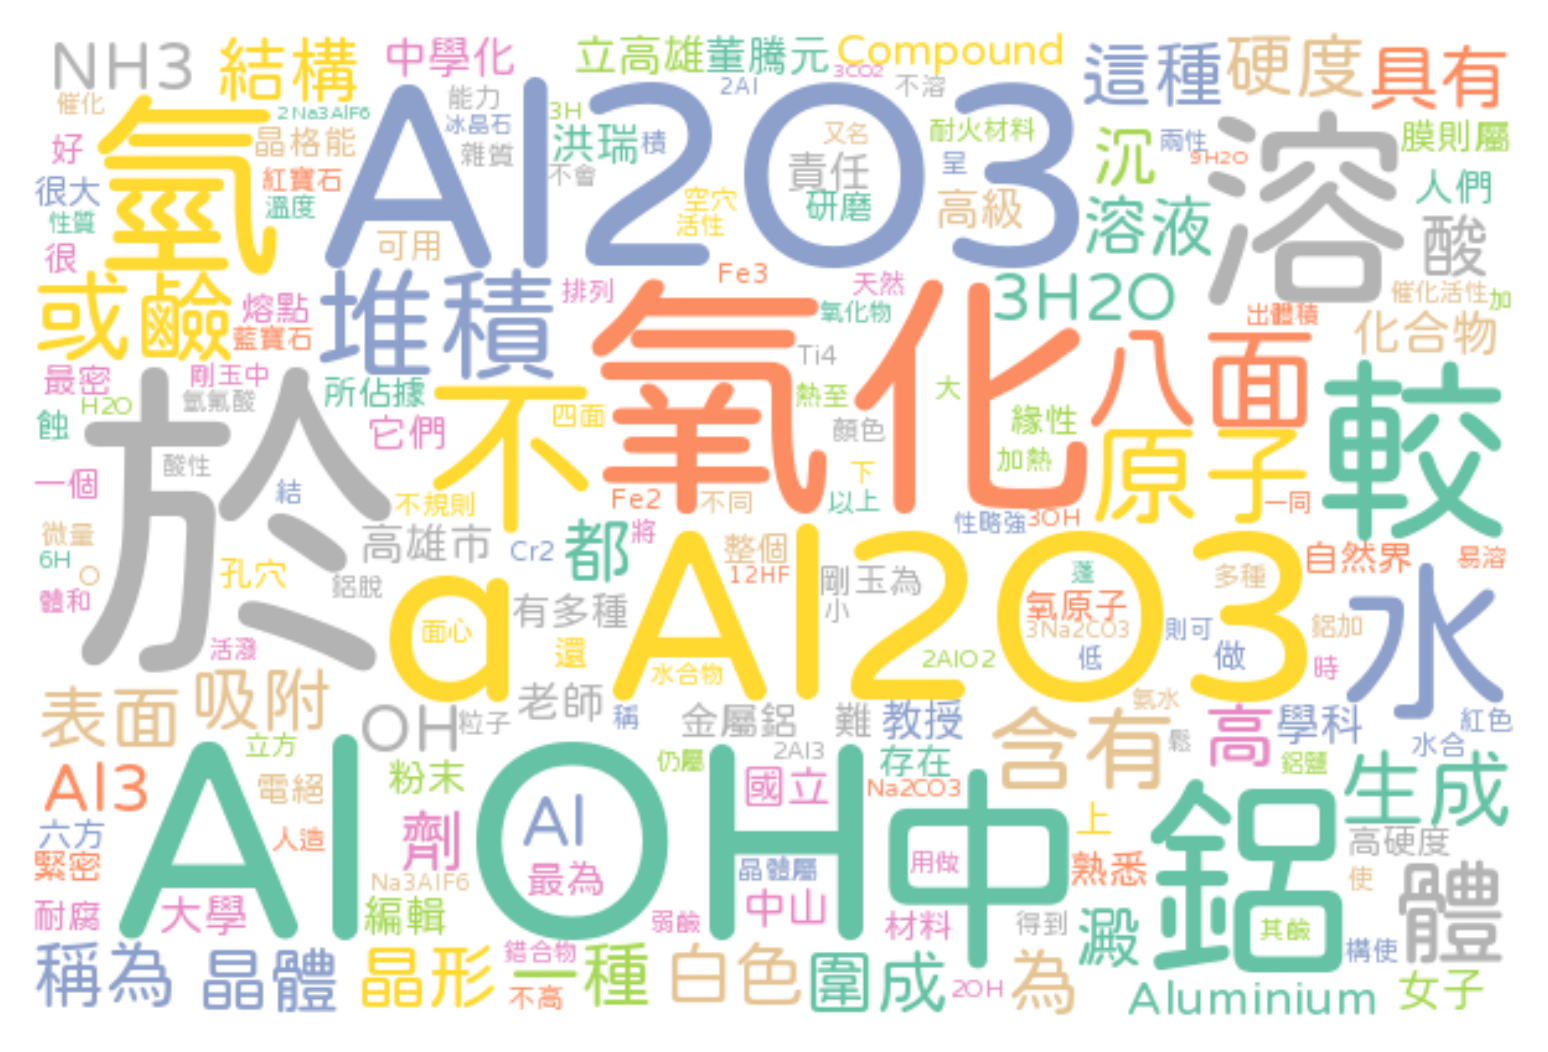 NH3 結構 中學化 立高雄 董騰元 Compound 這種 硬度 具有
催化 2Na3AlF6 能力 3H 2Al 3CO2 不溶
氫 Al2O3 溶
好 晶格能 冰晶石 洪瑞 積 又名 耐火材料 沉 兩性 膜則屬
很大 紅寶石 雜質 不會 責任 呈 9H2O 人們
性質 溫度 空穴 研磨 高級 溶液 酸
很 可用 活性
或鹼 熔點 堆積 排列 Fe3 天然 3H2O 催化活性 加
藍寶石 氧化 氧化物 出體積 化合物
最密 剛玉中 Ti4 八面 較
蝕 H2O 氫氟酸 所佔據 不 四面 熱至 大
於 它們 顏色 緣性 原子
一個 酸性 結 不規則 Fe2 不同 下 以上 加熱 一同
微量 高雄市 Cr2 都 將 整個 性略強 3OH 自然界 易溶
6H O 孔穴 鋁脫 a Al2O3 12HF 剛玉為 蓬 多種 水
體和 面心 有多種 小 氧原子 3Na2CO3 則可 鋁加
活潑 還 水合物 2AlO2 低 做 時
表面 吸附 OH 粒子 老師 稱 金屬鋁 難 教授 含有 氨水 高 學科 紅色
立方 仍屬 2Al3 存在 鬆 鋁鹽 水合
Al3 電絕 粉末 國立 Na2CO3 生成
Al OH 中 鋁
六方 人造 劑 Al 上 高硬度
緊密 Na3AlF6 最為 晶體屬 用做 熟悉 使 體
耐腐 大學 編輯 弱鹼 中山 材料 得到 澱 其鹼
稱為 晶體 晶形 錯合物 一種 白色 圍成 為 構使
不高 2OH Aluminium 女子